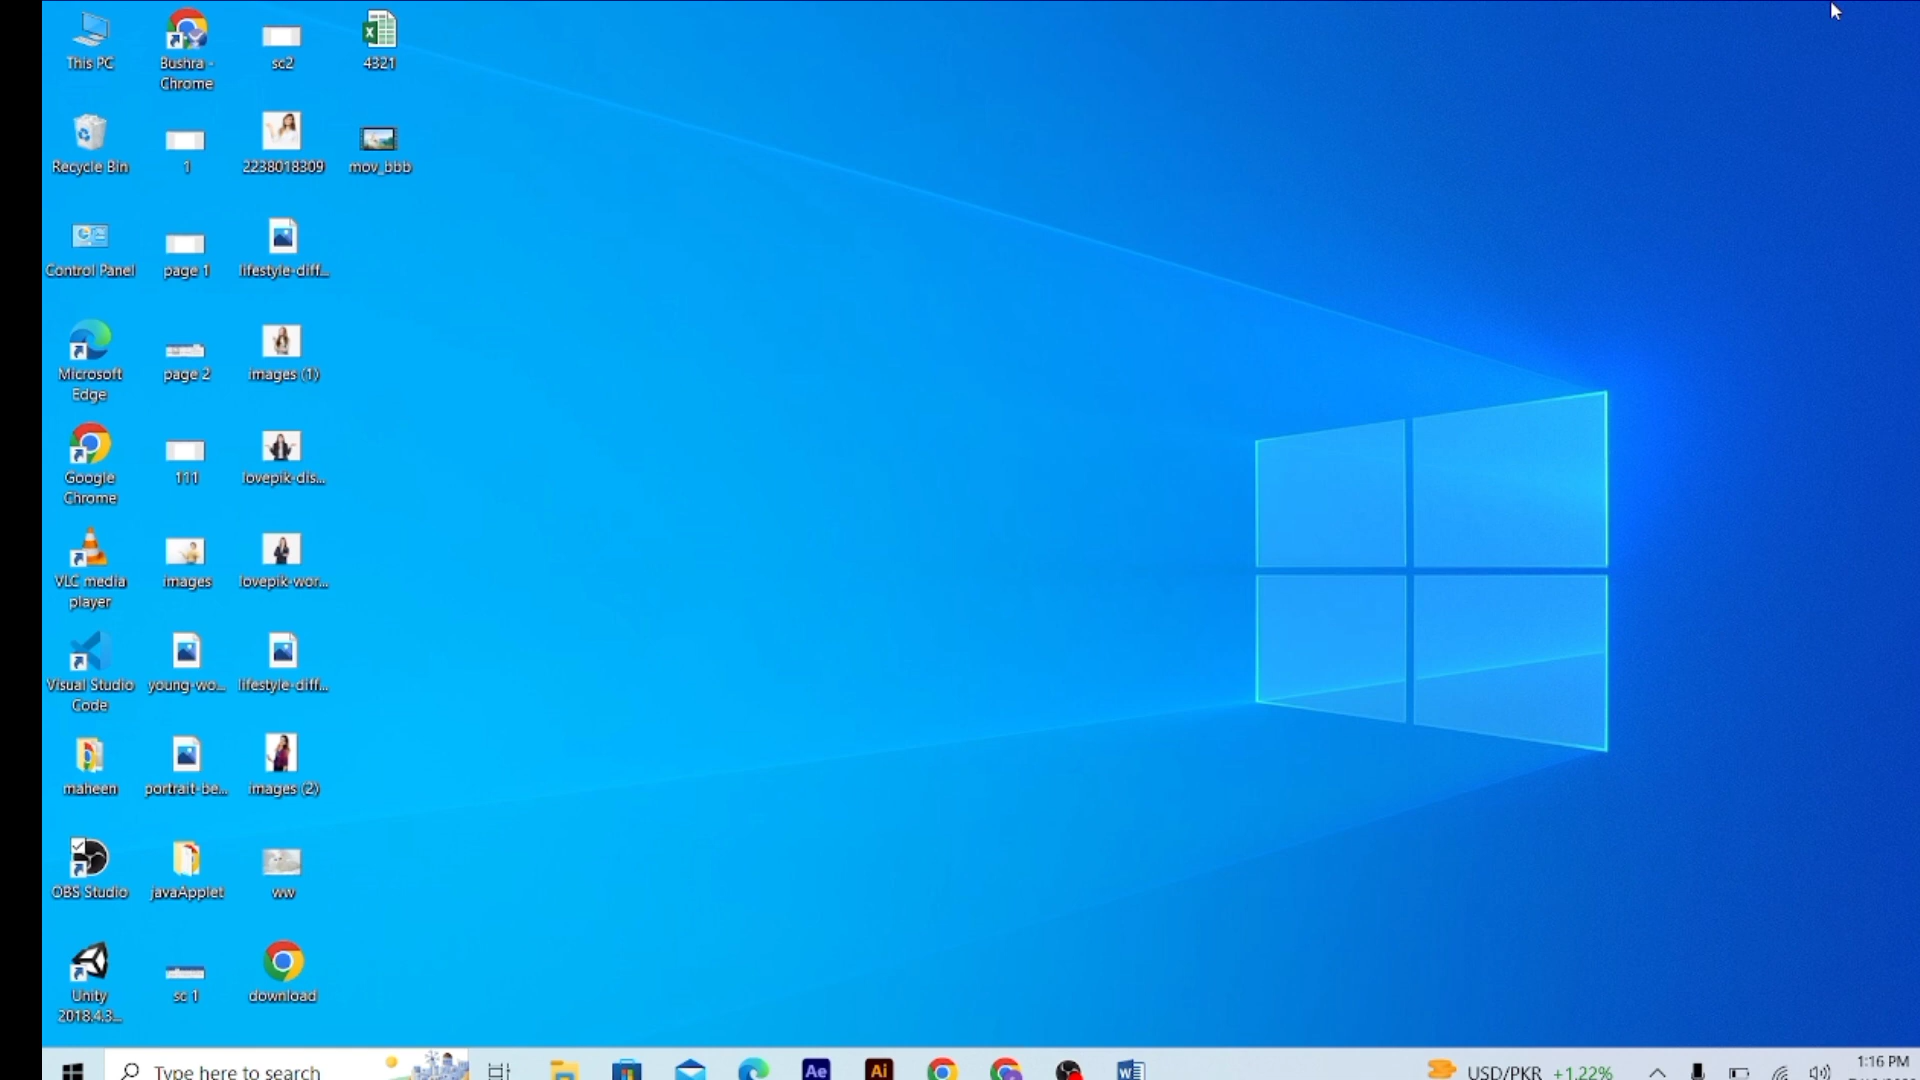 This PC
Recycle Bin
Control Panel
Microsoft
Edge
Google
Chrome
VLC media
player
Visual Studio
Code
maheen
OBS Studio
Unity
2018.4.3...
Bushra -
Chrome
1
page 1
page 2
111
images
young-wo...
portrait-be...
javaApplet
sc 1
sc2
2238018309
lifestyle-diff...
images (1)
lovepik-dis...
lovepik-wor...
lifestyle-diff...
images (2)
ww
download
4321
mov_bbb
Type here to search
Ae
Ai
W
USD/PKR +1.22%
1:16 PM